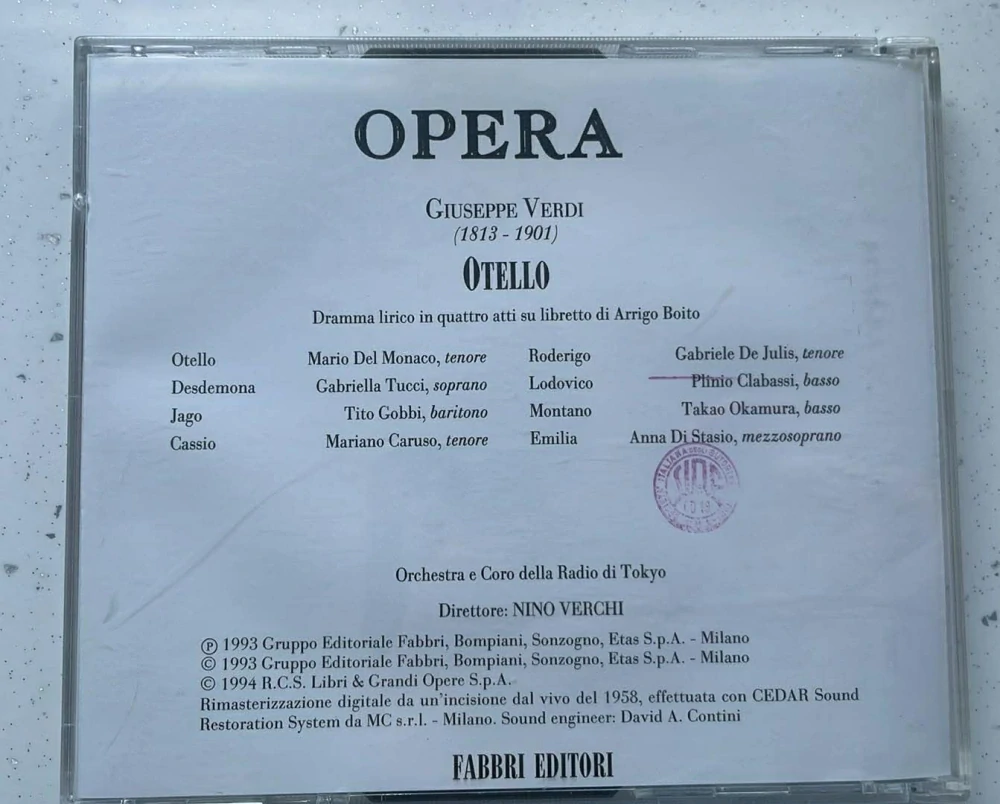 OPERA
GIUSEPPE VERDI
(1813 - 1901)
OTELLO
Dramma lirico in quattro atti su libretto di Arrigo Boito
Otello Mario Del Monaco, tenore
Desdemona Gabriella Tucci, soprano
Jago Tito Gobbi, baritono
Cassio Mariano Caruso, tenore
Roderigo Gabriele De Julis, tenore
Lodovico Plinio Clabassi, basso
Montano Takao Okamura, basso
Emilia Anna Di Stasio, mezzosoprano
ITALIANA DEGLI AUTORI
Orchestra e Coro della Radio di Tokyo
Direttore: NINO VERCHI
Ⓟ 1993 Gruppo Editoriale Fabbri, Bompiani, Sonzogno, Etas S.p.A. - Milano
© 1993 Gruppo Editoriale Fabbri, Bompiani, Sonzogno, Etas S.p.A. - Milano
© 1994 R.C.S. Libri & Grandi Opere S.p.A.
Rimasterizzazione digitale da un'incisione dal vivo del 1958, effettuata con CEDAR Sound
Restoration System da MC s.r.l. - Milano. Sound engineer: David A. Contini
FABBRI EDITORI